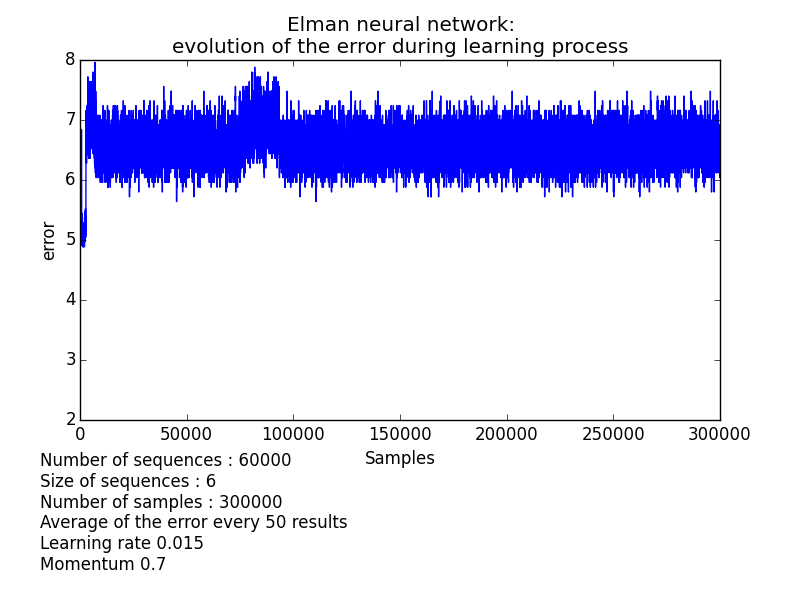 Elman neural network:
evolution of the error during learning process
8
7
6
5
4
3
2
error
0 50000 100000 150000 200000 250000 300000
Samples
Number of sequences : 60000
Size of sequences : 6
Number of samples : 300000
Average of the error every 50 results
Learning rate 0.015
Momentum 0.7